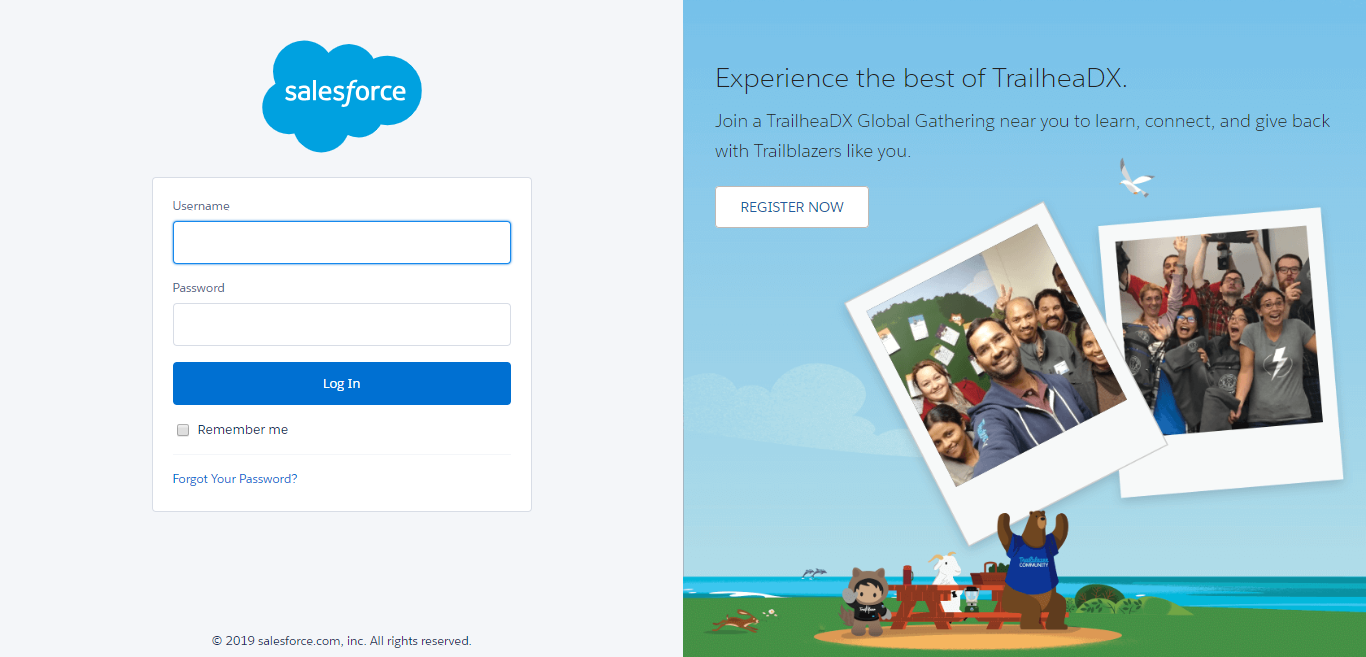 salesforce
Username
Password
Log In
Remember me
Forgot Your Password?
© 2019 salesforce.com, inc. All rights reserved.
Experience the best of TrailheaDX.
Join a TrailheaDX Global Gathering near you to learn, connect, and give back
with Trailblazers like you.
REGISTER NOW
Trailblazer
COMMUNITY